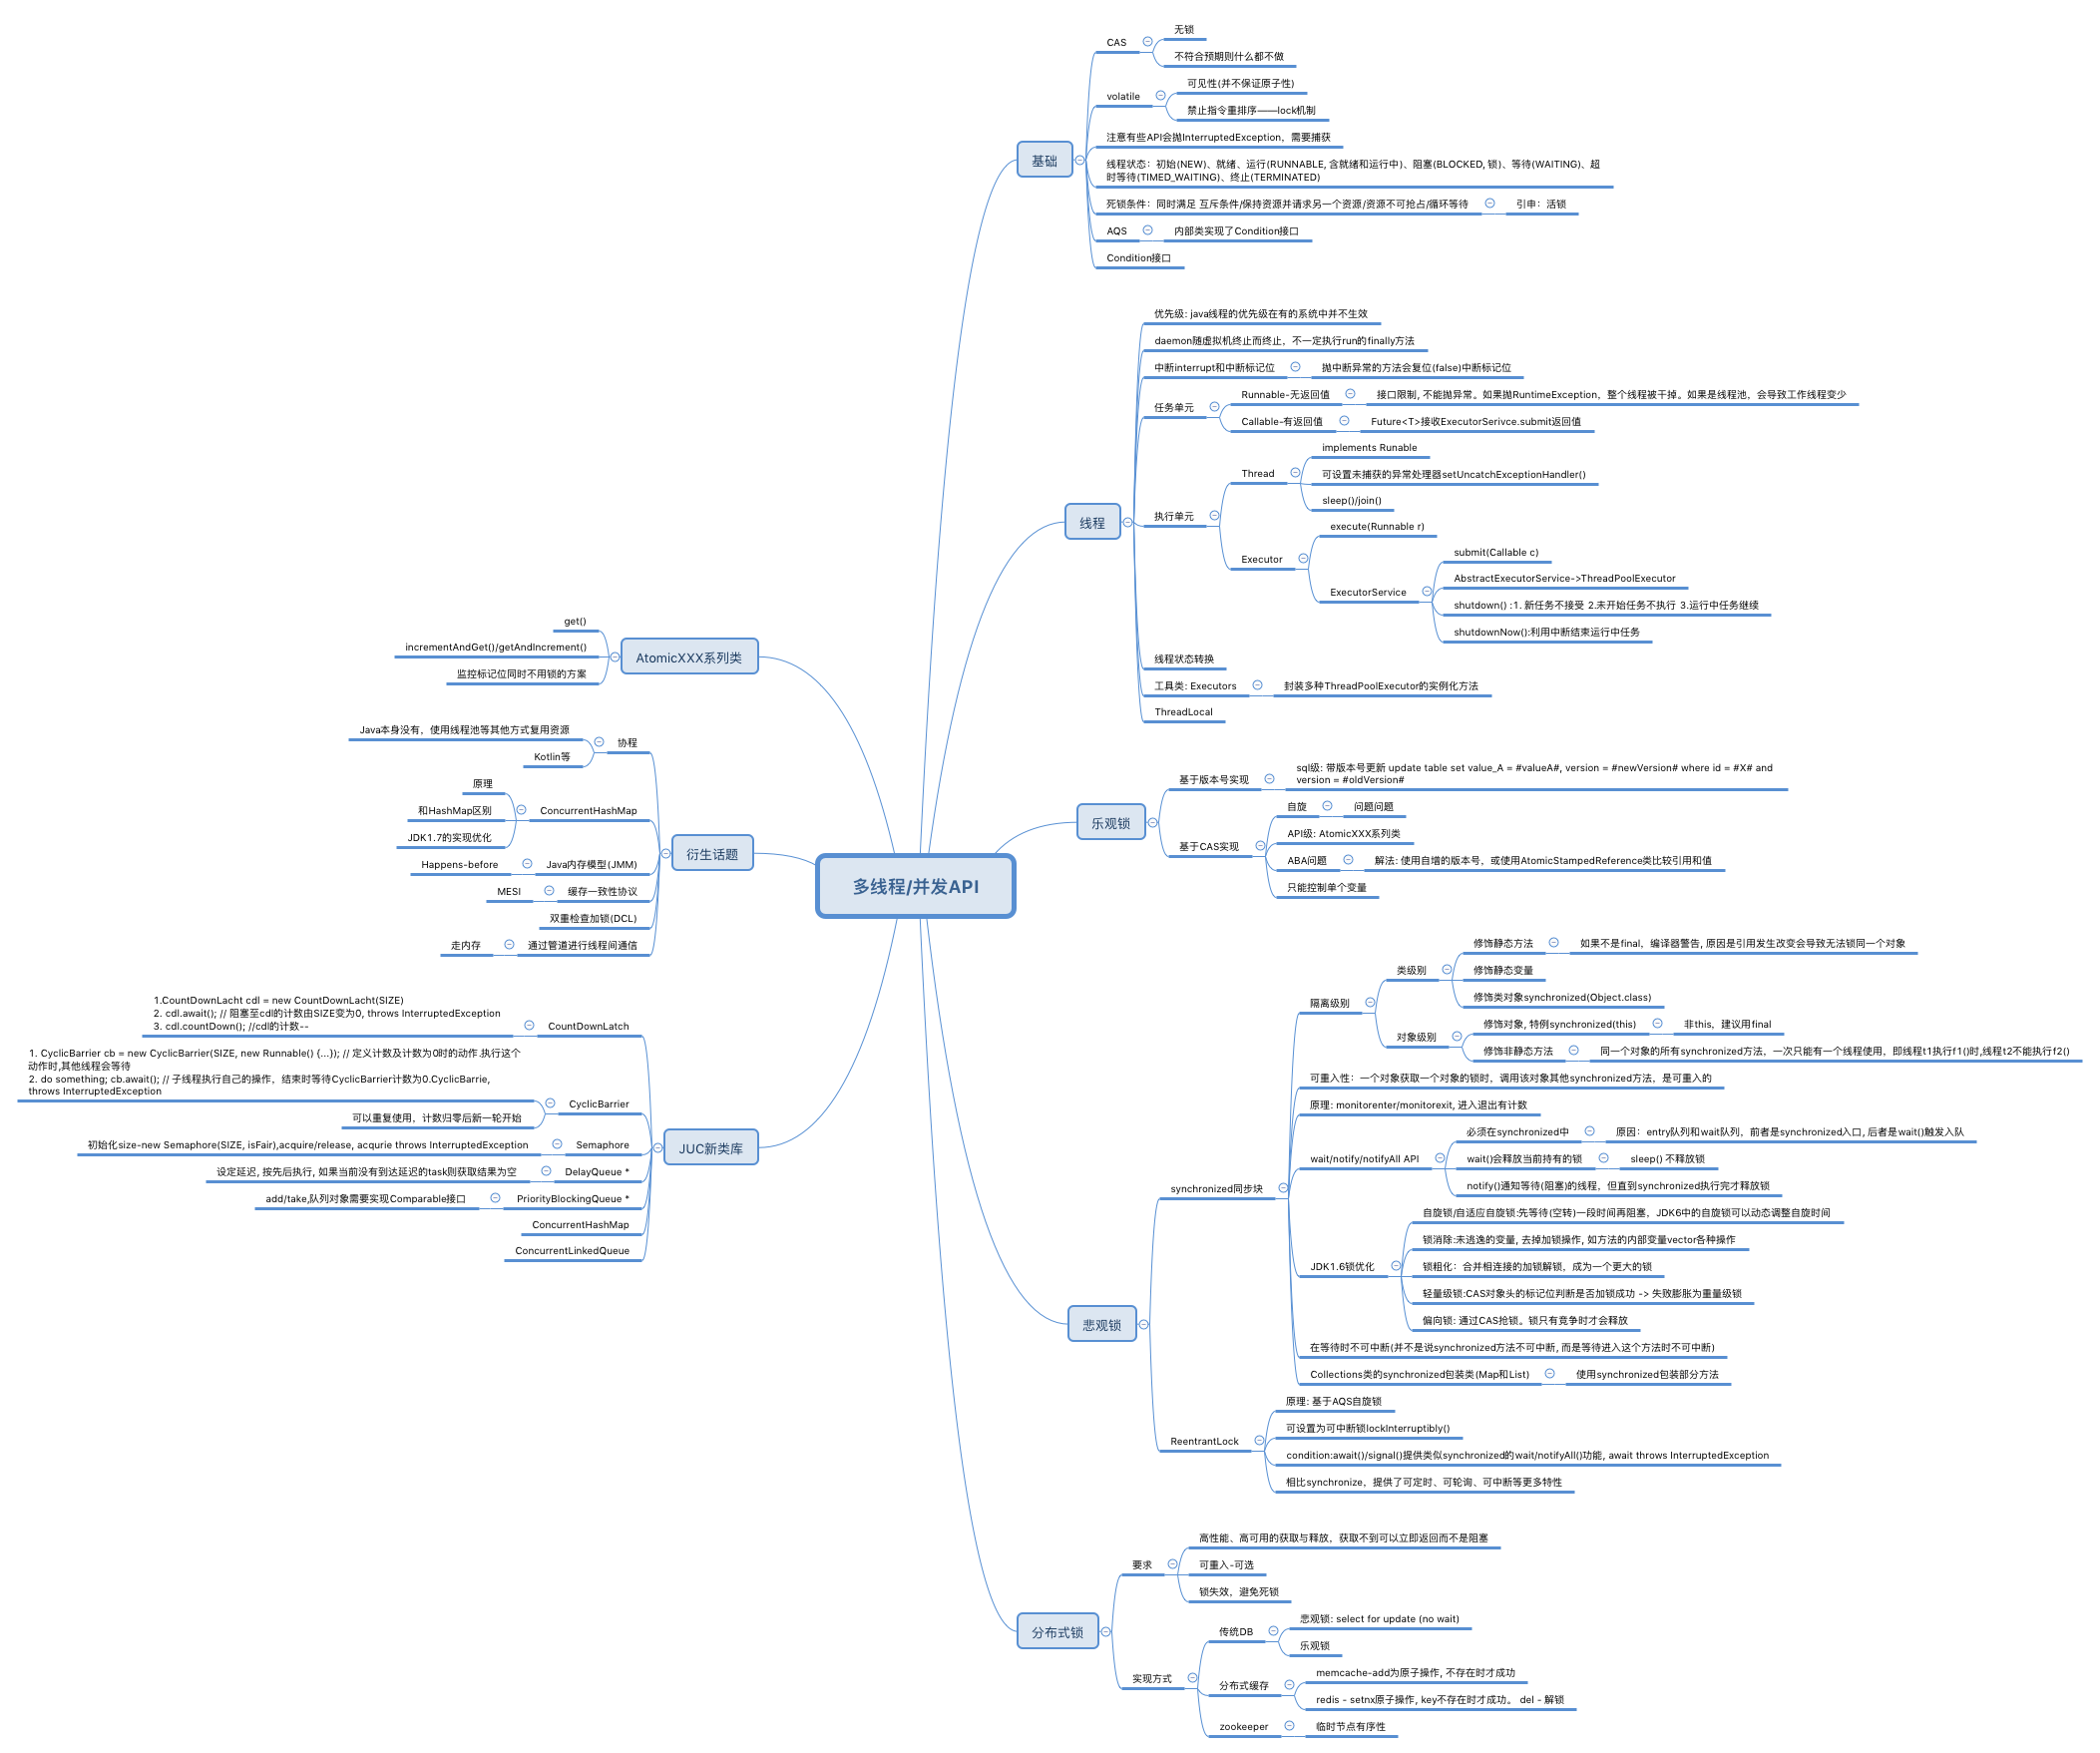 多线程/并发API
基础
CAS
无锁
不符合预期则什么都不做
volatile
可见性(并不保证原子性)
禁止指令重排序——lock机制
注意有些API会抛InterruptedException，需要捕获
线程状态：初始(NEW)、就绪、运行(RUNNABLE, 含就绪和运行中)、阻塞(BLOCKED, 锁)、等待(WAITING)、超
时等待(TIMED_WAITING)、终止(TERMINATED)
死锁条件：同时满足 互斥条件/保持资源并请求另一个资源/资源不可抢占/循环等待
引申：活锁
AQS
内部类实现了Condition接口
Condition接口
线程
优先级: java线程的优先级在有的系统中并不生效
daemon随虚拟机终止而终止，不一定执行run的finally方法
中断interrupt和中断标记位
抛中断异常的方法会复位(false)中断标记位
任务单元
Runnable-无返回值
接口限制, 不能抛异常。如果抛RuntimeException，整个线程被干掉。如果是线程池，会导致工作线程变少
Callable-有返回值
Future<T>接收ExecutorSerivce.submit返回值
执行单元
Thread
implements Runable
可设置未捕获的异常处理器setUncatchExceptionHandler()
sleep()/join()
Executor
execute(Runnable r)
ExecutorService
submit(Callable c)
AbstractExecutorService->ThreadPoolExecutor
shutdown() :1. 新任务不接受 2.未开始任务不执行 3.运行中任务继续
shutdownNow():利用中断结束运行中任务
线程状态转换
工具类: Executors
封装多种ThreadPoolExecutor的实例化方法
ThreadLocal
乐观锁
基于版本号实现
sql级: 带版本号更新 update table set value_A = #valueA#, version = #newVersion# where id = #X# and
version = #oldVersion#
基于CAS实现
自旋
问题问题
API级: AtomicXXX系列类
ABA问题
解法: 使用自增的版本号，或使用AtomicStampedReference类比较引用和值
只能控制单个变量
悲观锁
synchronized同步块
隔离级别
类级别
修饰静态方法
如果不是final，编译器警告, 原因是引用发生改变会导致无法锁同一个对象
修饰静态变量
修饰类对象synchronized(Object.class)
对象级别
修饰对象, 特例synchronized(this)
非this，建议用final
修饰非静态方法
同一个对象的所有synchronized方法，一次只能有一个线程使用，即线程t1执行f1()时,线程t2不能执行f2()
可重入性：一个对象获取一个对象的锁时，调用该对象其他synchronized方法，是可重入的
原理: monitorenter/monitorexit, 进入退出有计数
wait/notify/notifyAll API
必须在synchronized中
原因：entry队列和wait队列，前者是synchronized入口, 后者是wait()触发入队
wait()会释放当前持有的锁
sleep() 不释放锁
notify()通知等待(阻塞)的线程，但直到synchronized执行完才释放锁
JDK1.6锁优化
自旋锁/自适应自旋锁:先等待(空转)一段时间再阻塞，JDK6中的自旋锁可以动态调整自旋时间
锁消除:未逃逸的变量, 去掉加锁操作, 如方法的内部变量vector各种操作
锁粗化：合并相连接的加锁解锁，成为一个更大的锁
轻量级锁:CAS对象头的标记位判断是否加锁成功 -> 失败膨胀为重量级锁
偏向锁: 通过CAS抢锁。锁只有竞争时才会释放
在等待时不可中断(并不是说synchronized方法不可中断, 而是等待进入这个方法时不可中断)
Collections类的synchronized包装类(Map和List)
使用synchronized包装部分方法
ReentrantLock
原理: 基于AQS自旋锁
可设置为可中断锁lockInterruptibly()
condition:await()/signal()提供类似synchronized的wait/notifyAll()功能, await throws InterruptedException
相比synchronize，提供了可定时、可轮询、可中断等更多特性
分布式锁
要求
高性能、高可用的获取与释放，获取不到可以立即返回而不是阻塞
可重入-可选
锁失效，避免死锁
实现方式
传统DB
悲观锁: select for update (no wait)
乐观锁
分布式缓存
memcache-add为原子操作, 不存在时才成功
redis - setnx原子操作, key不存在时才成功。 del - 解锁
zookeeper
临时节点有序性
AtomicXXX系列类
get()
incrementAndGet()/getAndIncrement()
监控标记位同时不用锁的方案
衍生话题
协程
Java本身没有，使用线程池等其他方式复用资源
Kotlin等
ConcurrentHashMap
原理
和HashMap区别
JDK1.7的实现优化
Java内存模型(JMM)
Happens-before
缓存一致性协议
MESI
双重检查加锁(DCL)
通过管道进行线程间通信
走内存
JUC新类库
CountDownLatch
1.CountDownLacht cdl = new CountDownLacht(SIZE)
2. cdl.await(); // 阻塞至cdl的计数由SIZE变为0, throws InterruptedException
3. cdl.countDown(); //cdl的计数--
CyclicBarrier
1. CyclicBarrier cb = new CyclicBarrier(SIZE, new Runnable() {...}); // 定义计数及计数为0时的动作.执行这个
动作时,其他线程会等待
2. do something; cb.await(); // 子线程执行自己的操作，结束时等待CyclicBarrier计数为0.CyclicBarrie,
throws InterruptedException
可以重复使用，计数归零后新一轮开始
Semaphore
初始化size-new Semaphore(SIZE, isFair),acquire/release, acqurie throws InterruptedException
DelayQueue *
设定延迟, 按先后执行, 如果当前没有到达延迟的task则获取结果为空
PriorityBlockingQueue *
add/take,队列对象需要实现Comparable接口
ConcurrentHashMap
ConcurrentLinkedQueue